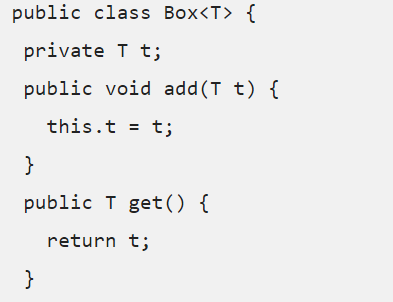 public class Box<T> {
private T t;
public void add(T t) {
this.t = t;
}
public T get() {
return t;
}